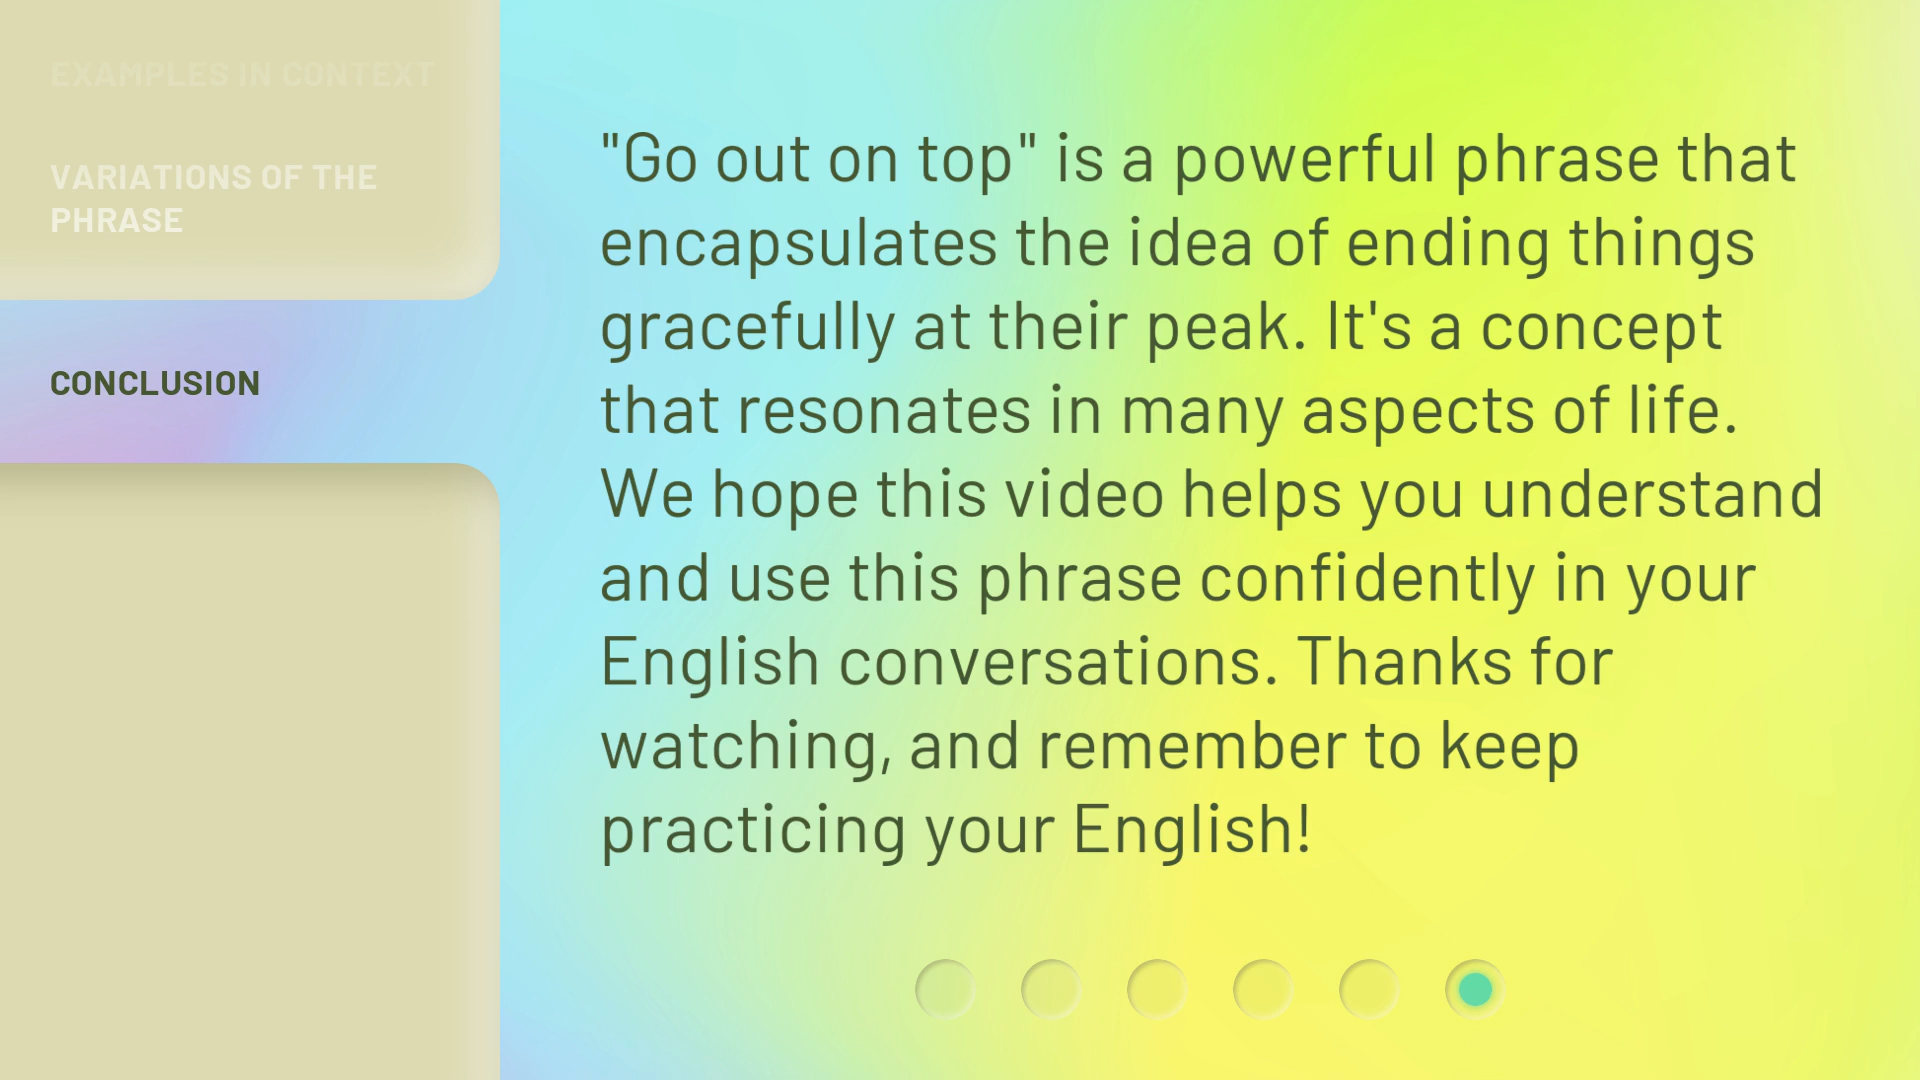 EXAMPLES IN CONTEXT
VARIATIONS OF THE
PHRASE
CONCLUSION
"Go out on top" is a powerful phrase that
encapsulates the idea of ending things
gracefully at their peak. It's a concept
that resonates in many aspects of life.
We hope this video helps you understand
and use this phrase confidently in your
English conversations. Thanks for
watching, and remember to keep
practicing your English!